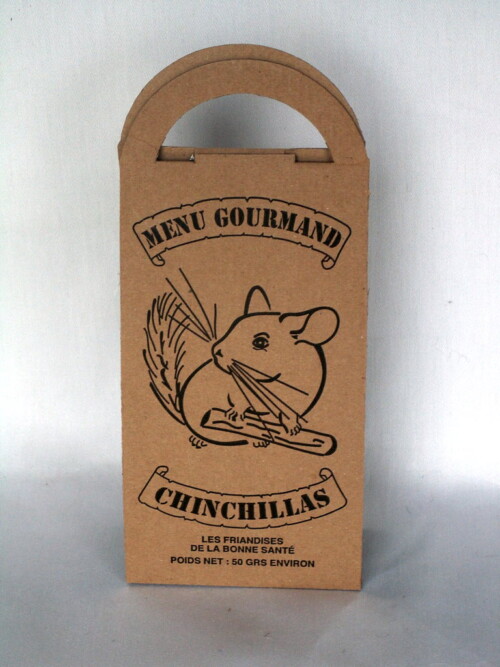 MENU GOURMAND
CHINCHILLAS
LES FRIANDISES
DE LA BONNE SANTÉ
POIDS NET : 50 GRS ENVIRON